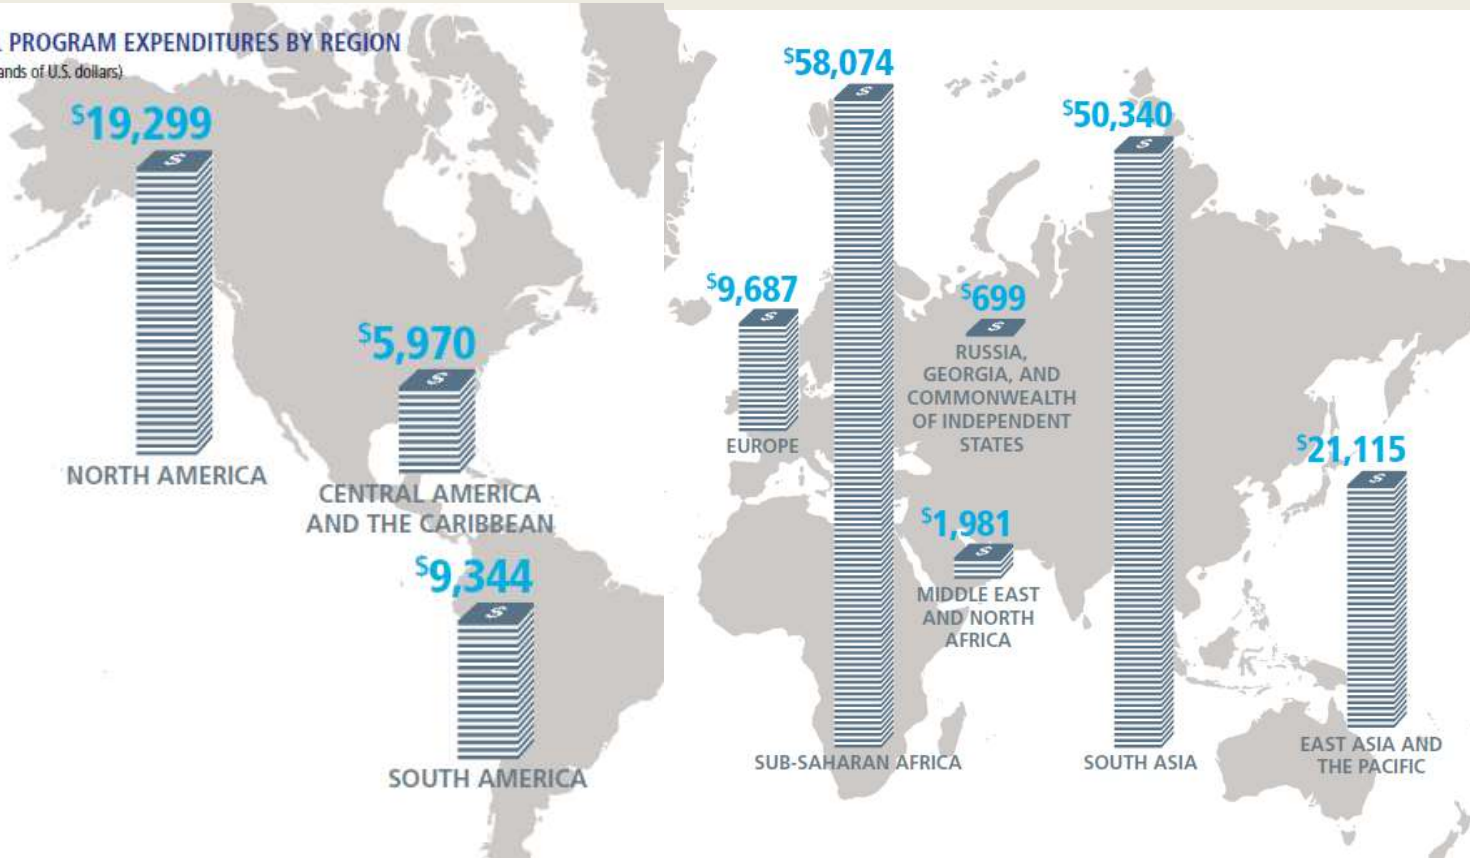 PROGRAM EXPENDITURES BY REGION
of U.S. dollars)
$19,299
NORTH AMERICA
$5,970
CENTRAL AMERICA
AND THE CARIBBEAN
$9,344
SOUTH AMERICA
$9,687
EUROPE
$58,074
SUB-SAHARAN AFRICA
$699
RUSSIA,
GEORGIA, AND
COMMONWEALTH
OF INDEPENDENT
STATES
$1,981
MIDDLE EAST
AND NORTH
AFRICA
$50,340
SOUTH ASIA
$21,115
EAST ASIA AND
THE PACIFIC